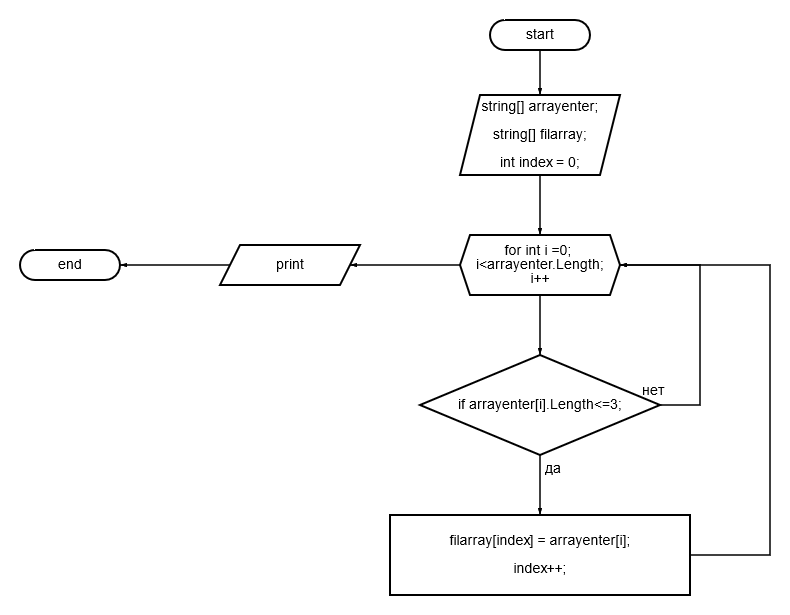 start
string[] arrayenter;
string[] filarray;
int index = 0;
for int i =0;
i<arrayenter.Length;
i++
print
end
if arrayenter[i].Length<=3;
нет
да
filarray[index] = arrayenter[i];
index++;